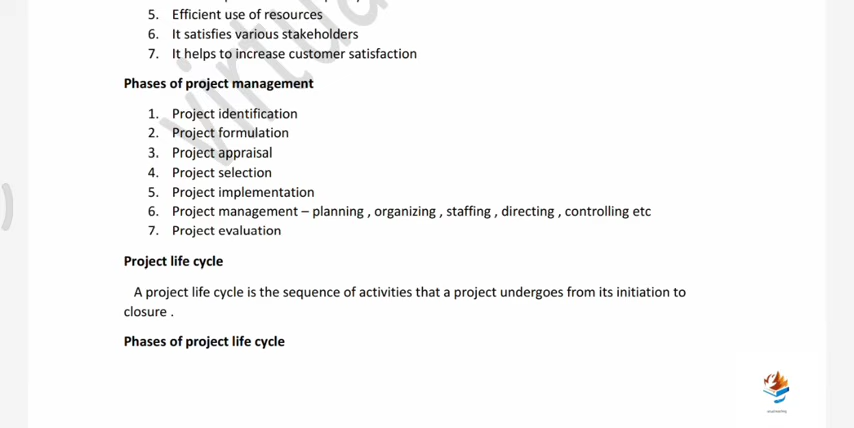 5. Efficient use of resources
6. It satisfies various stakeholders
7. It helps to increase customer satisfaction
Phases of project management
1. Project identification
2. Project formulation
3. Project appraisal
4. Project selection
5. Project implementation
6. Project management – planning , organizing , staffing , directing , controlling etc
7. Project evaluation
Project life cycle
A project life cycle is the sequence of activities that a project undergoes from its initiation to
closure .
Phases of project life cycle